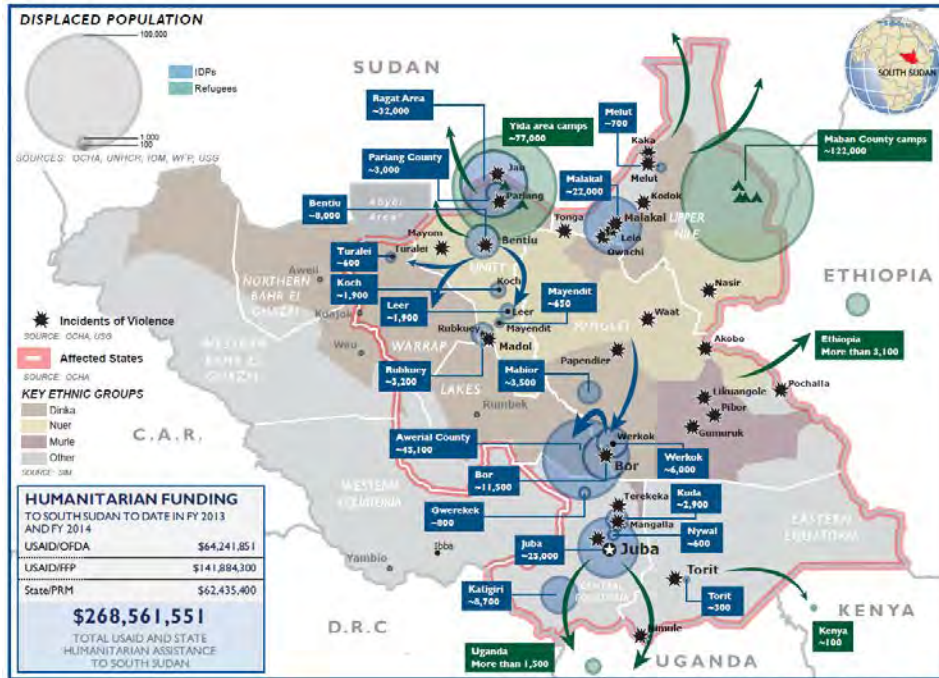 DISPLACED POPULATION
100,000
1,000
100
IDPs
Refugees
SOURCES: OCHA, UNHCR, IOM, WFP, USG
SUDAN
SOUTH SUDAN
Ragat Area
~32,000
Yida area camps
~77,000
Melut
~700
Maban County camps
~122,000
Pariang County
~3,000
Jau
Pariang
Kaka
Melut
Malakal
~22,000
Kodok
Bentiu
~8,000
Abyei
Area*
Tonga
Malakal
Lelo
Owachi
UPPER
NILE
Mayom
Bentiu
Turalei
~600
Turalei
UNITY
ETHIOPIA
Aweil
NORTHERN
BAHR EL
GHAZAL
Koch
~1,900
Koch
Mayendit
~650
Nasir
Kuajok
Leer
~1,900
Leer
Mayendit
JONGLEI
Waat
Incidents of Violence
SOURCE: OCHA, USG
WESTERN
BAHR EL
GHAZAL
Wau
WARRAP
Rubkuey
Madol
Akobo
Ethiopia
More than 3,100
Affected States
SOURCE: OCHA
Rubkuey
~3,200
LAKES
Mabior
~3,500
Papendier
Pochalla
KEY ETHNIC GROUPS
Dinka
Nuer
Murle
Other
SOURCE: SIM
Rumbek
Likuangole
Pibor
Gumuruk
C.A.R.
Awerial County
~45,100
Werkok
Bor
Werkok
~6,000
Bor
~11,500
WESTERN
EQUATORIA
Gwerekek
~800
Terekeka
Kuda
~2,900
Mangalla
Nywal
~600
EASTERN
EQUATORIA
HUMANITARIAN FUNDING
TO SOUTH SUDAN TO DATE IN FY 2013
AND FY 2014
USAID/OFDA $64,241,851
USAID/FFP $141,884,300
State/PRM $62,435,400
$268,561,551
TOTAL USAID AND STATE
HUMANITARIAN ASSISTANCE
TO SOUTH SUDAN
Yambio
Ibba
Juba
~25,000
Juba
Torit
Kaligiri
~8,700
CENTRAL
EQUATORIA
Torit
~300
D.R.C
KENYA
Kenya
~100
Nimule
Uganda
More than 1,500
UGANDA